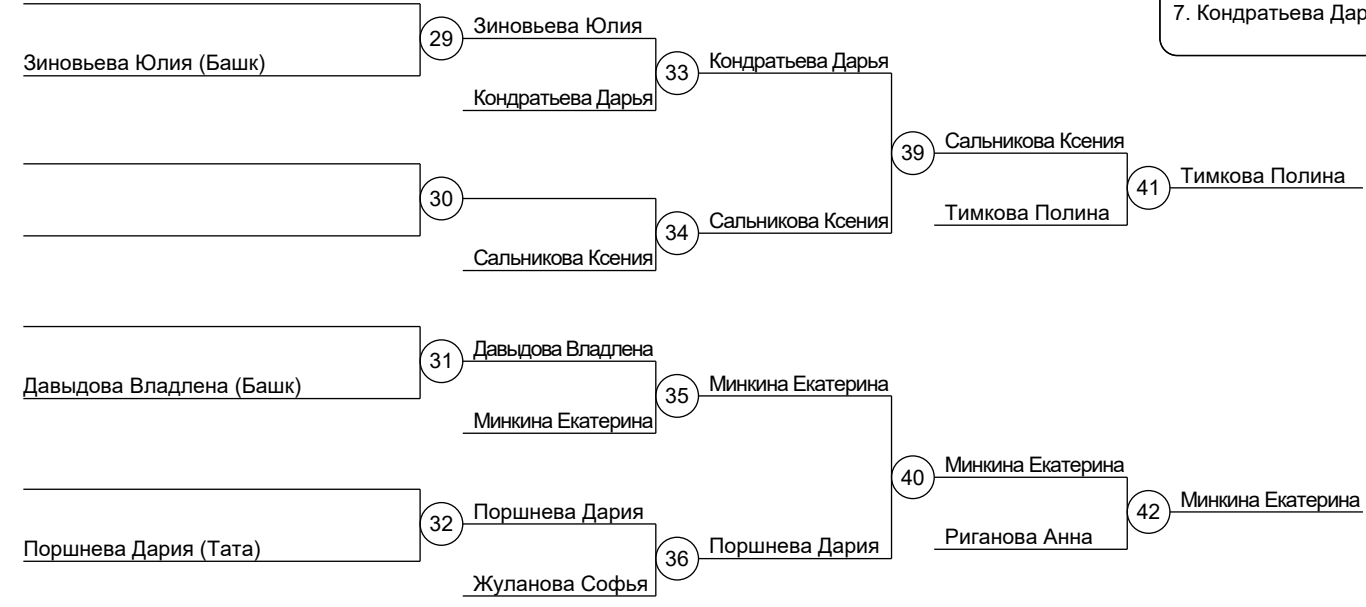 7. Кондратьева Дар
Зиновьева Юлия
29
Зиновьева Юлия (Башк)
Кондратьева Дарья
33
Кондратьева Дарья
39
Сальникова Ксения
30
41
Тимкова Полина
Тимкова Полина
34
Сальникова Ксения
Сальникова Ксения
Давыдова Владлена
31
Давыдова Владлена (Башк)
35
Минкина Екатерина
Минкина Екатерина
40
Минкина Екатерина
42
Минкина Екатерина
Риганова Анна
Поршнева Дария
32
Поршнева Дария (Тата)
36
Поршнева Дария
Жуланова Софья